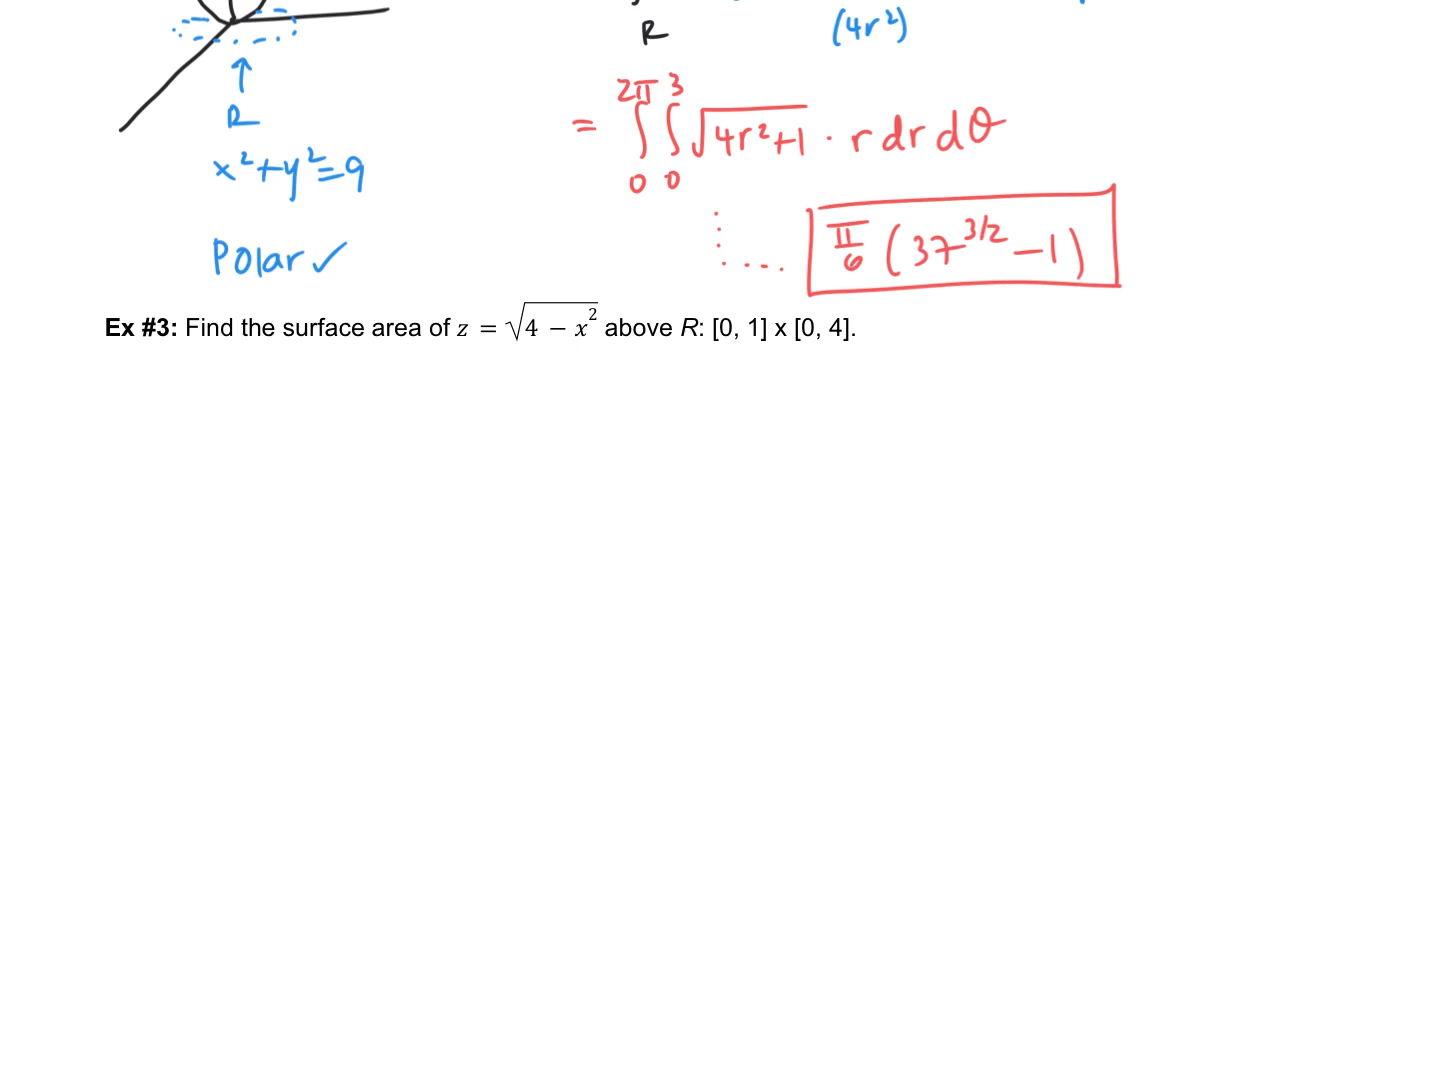 R
(4r²)
2π 3
= ∫ ∫ √4r²+1 · r dr dθ
0 0
R
x²+y²=9
π/6 (37^3/2 − 1)
Polar ✓
Ex #3: Find the surface area of z = √4 − x² above R: [0, 1] x [0, 4].